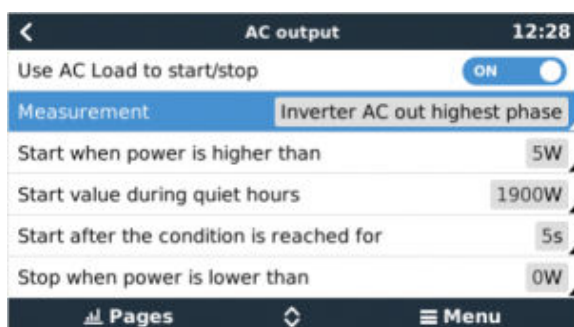 AC output 12:28
Use AC Load to start/stop ON
Measurement Inverter AC out highest phase
Start when power is higher than 5W
Start value during quiet hours 1900W
Start after the condition is reached for 5s
Stop when power is lower than 0W
Pages Menu